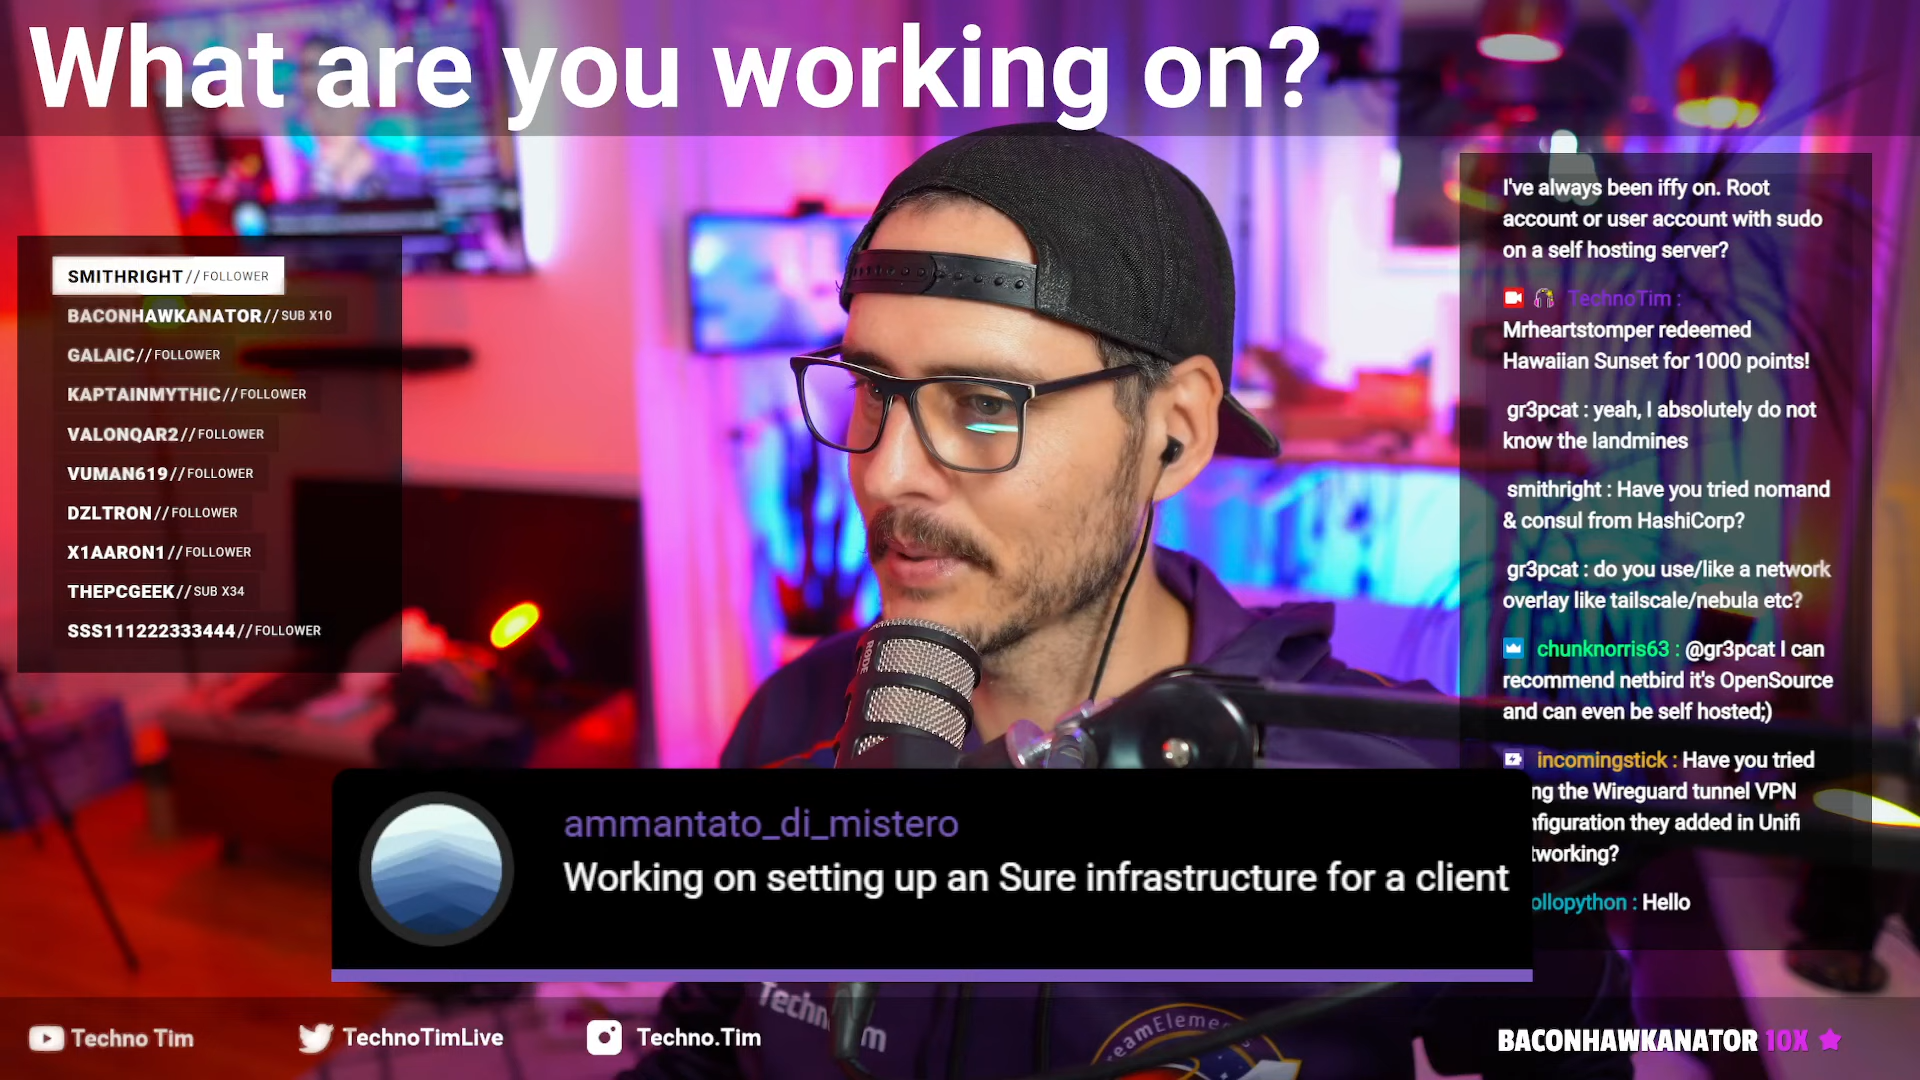 What are you working on?
SMITHRIGHT//FOLLOWER
BACONHAWKANATOR//SUB X10
GALAIC//FOLLOWER
KAPTAINMYTHIC//FOLLOWER
VALONQAR2//FOLLOWER
VUMAN619//FOLLOWER
DZLTRON//FOLLOWER
X1AARON1//FOLLOWER
THEPCGEEK//SUB X34
SSS111222333444//FOLLOWER
I've always been iffy on. Root
account or user account with sudo
on a self hosting server?
TechnoTim :
Mrheartstomper redeemed
Hawaiian Sunset for 1000 points!
gr3pcat : yeah, I absolutely do not
know the landmines
smithright : Have you tried nomand
& consul from HashiCorp?
gr3pcat : do you use/like a network
overlay like tailscale/nebula etc?
chunknorris63 : @gr3pcat I can
recommend netbird it's OpenSource
and can even be self hosted;)
incomingstick : Have you tried
ng the Wireguard tunnel VPN
nfiguration they added in Unifi
tworking?
ollopython : Hello
RODE
ammantato_di_mistero
Working on setting up an Sure infrastructure for a client
Techn m
eamEleme
Techno Tim
TechnoTimLive
Techno.Tim
BACONHAWKANATOR 10X